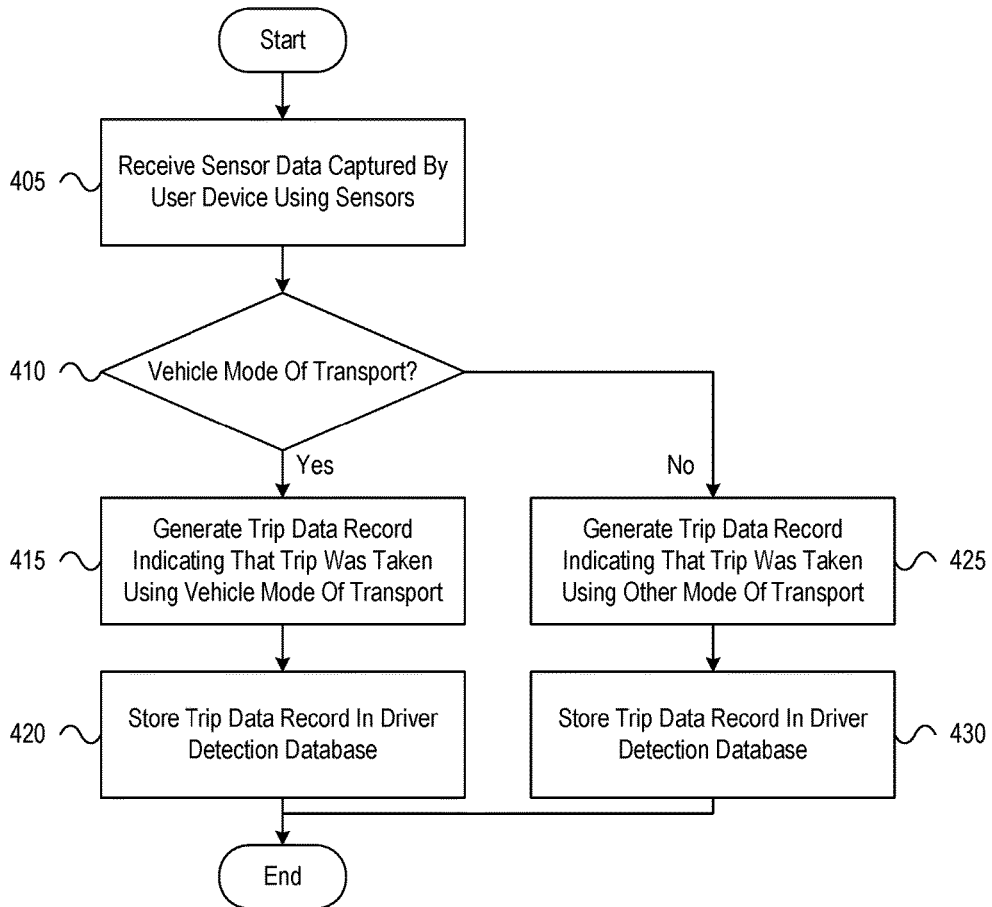 Start
405
Receive Sensor Data Captured By
User Device Using Sensors
410
Vehicle Mode Of Transport?
Yes
No
415
Generate Trip Data Record
Indicating That Trip Was Taken
Using Vehicle Mode Of Transport
Generate Trip Data Record
Indicating That Trip Was Taken
Using Other Mode Of Transport
425
420
Store Trip Data Record In Driver
Detection Database
Store Trip Data Record In Driver
Detection Database
430
End